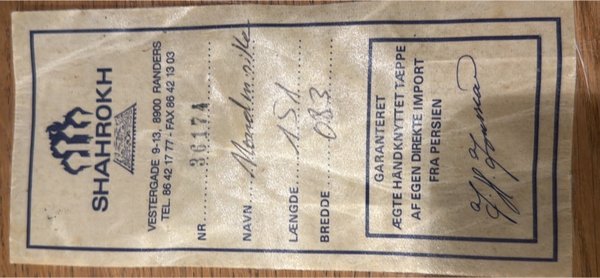 SHAHROKH
VESTERGADE 9-13, 8900 RANDERS
TEL. 86 42 17 77 - FAX 86 42 13 03
NR. 36174
NAVN
LÆNGDE 151
BREDDE 083
GARANTERET
ÆGTE HÅNDKNYTTET TÆPPE
AF EGEN DIREKTE IMPORT
FRA PERSIEN